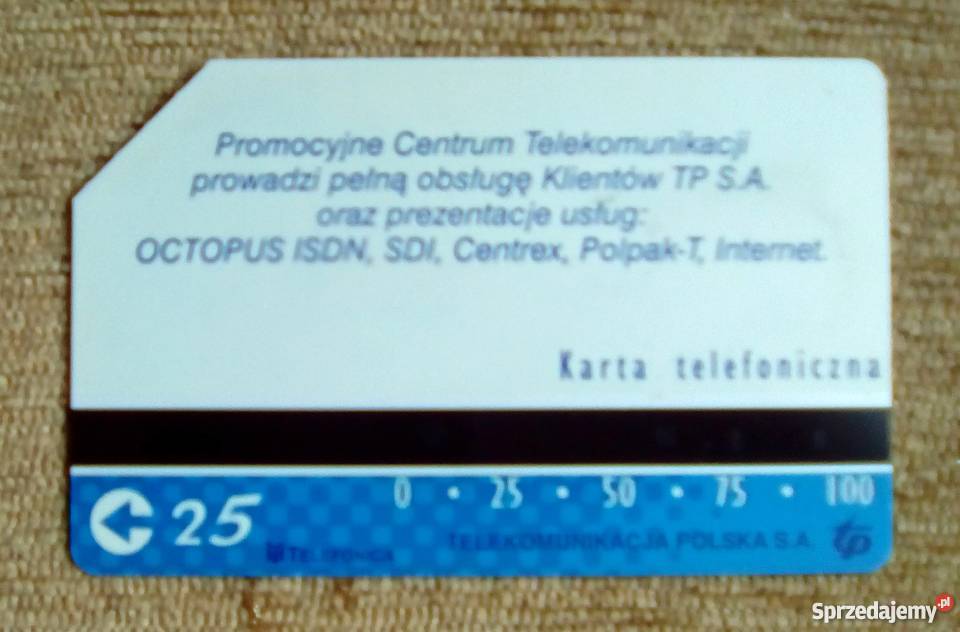 Promocyjne Centrum Telekomunikacji
prowadzi pełną obsługę Klientów TP S.A.
oraz prezentacje usług:
OCTOPUS ISDN, SDI, Centrex, Polpak-T, Internet.
Karta telefoniczna
0 • 25 • 50 • 75 • 100
25
TELEKOMUNIKACJA POLSKA S.A. tp
Sprzedajemy.pl